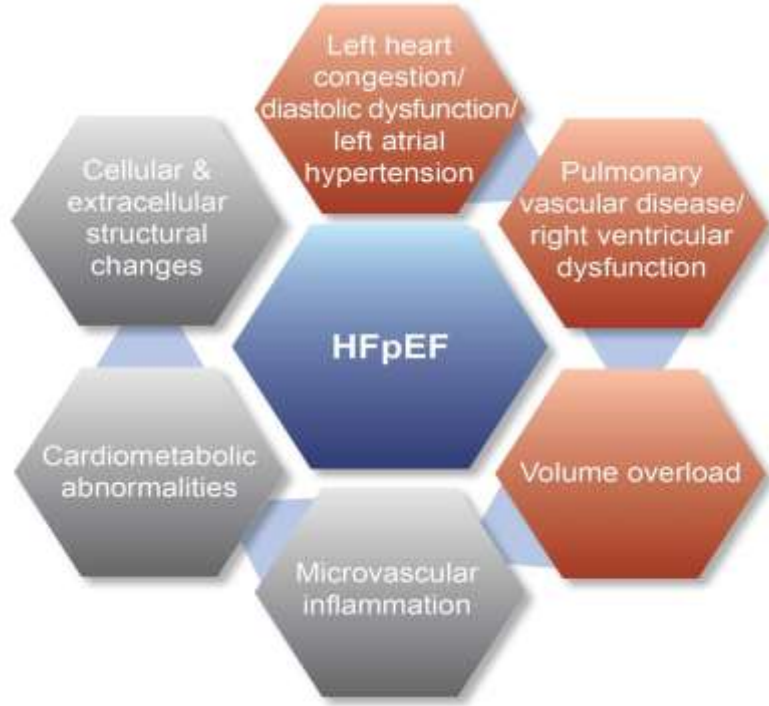 Left heart
congestion/
diastolic dysfunction/
left atrial
hypertension
Pulmonary
vascular disease/
right ventricular
dysfunction
Volume overload
Microvascular
inflammation
Cardiometabolic
abnormalities
Cellular &
extracellular
structural
changes
HFpEF